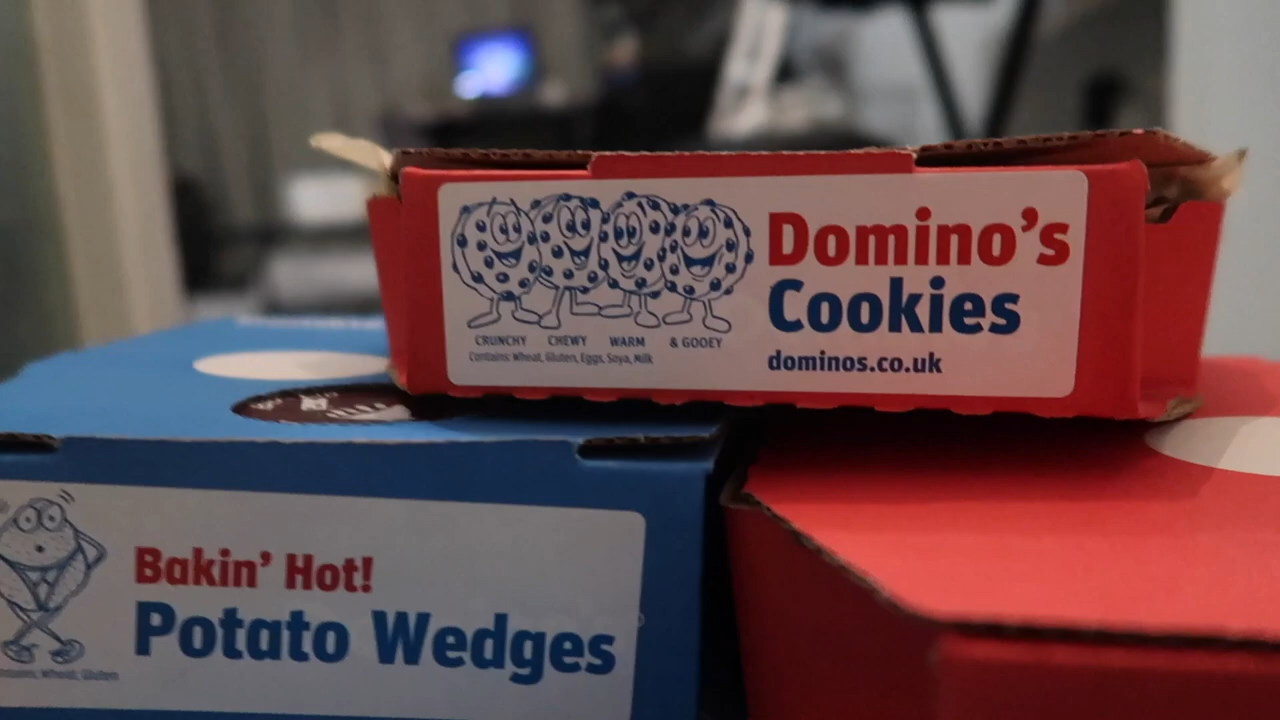 Domino's
Cookies
dominos.co.uk
CRUNCHY CHEWY WARM & GOOEY
Contains: Wheat, Gluten, Eggs, Soya, Milk
Bakin' Hot!
Potato Wedges
Wheat, Gluten